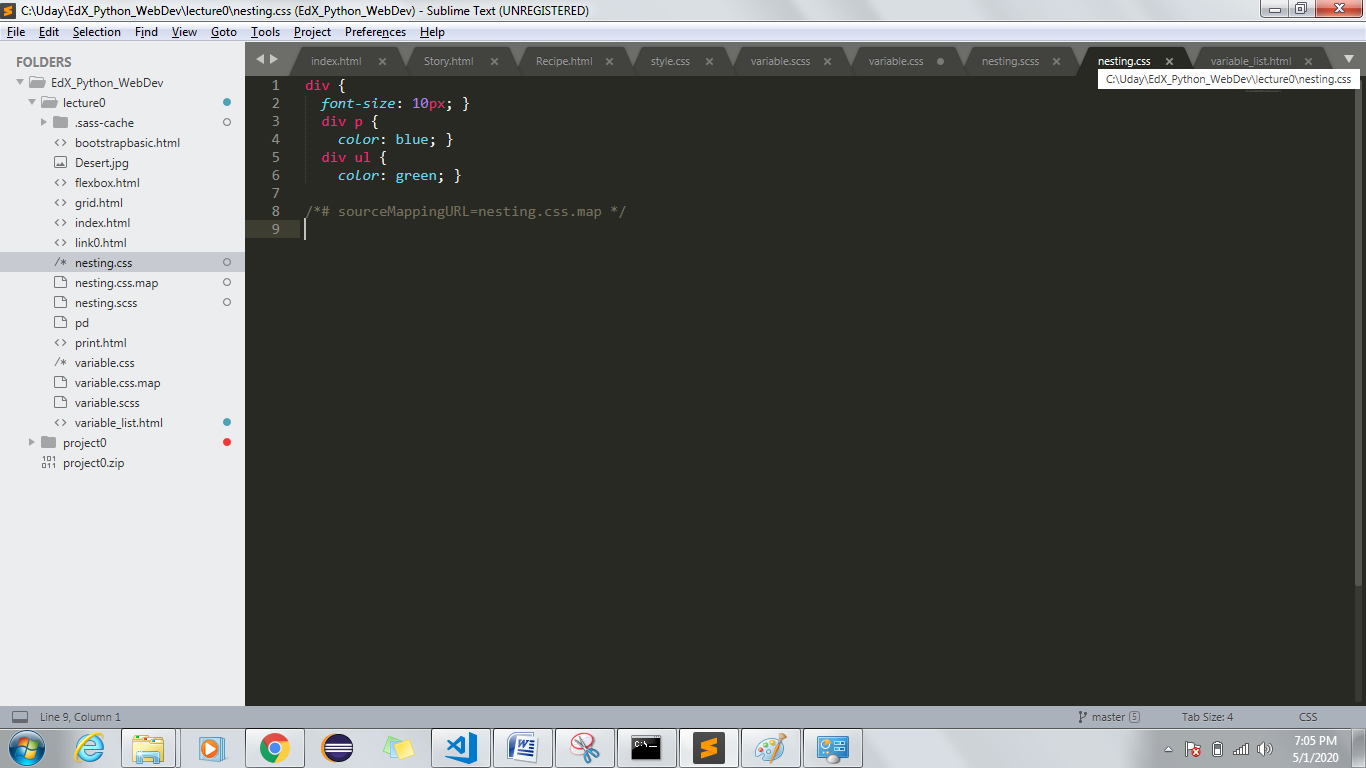 C:\Uday\EdX_Python_WebDev\lecture0\nesting.css (EdX_Python_WebDev) - Sublime Text (UNREGISTERED)
File Edit Selection Find View Goto Tools Project Preferences Help
FOLDERS
EdX_Python_WebDev
lecture0
.sass-cache
bootstrapbasic.html
Desert.jpg
flexbox.html
grid.html
index.html
link0.html
/* nesting.css
nesting.css.map
nesting.scss
pd
print.html
/* variable.css
variable.css.map
variable.scss
variable_list.html
project0
project0.zip
index.html Story.html Recipe.html style.css variable.scss variable.css nesting.scss nesting.css variable_list.html
C:\Uday\EdX_Python_WebDev\lecture0\nesting.css
1 div {
2 font-size: 10px; }
3 div p {
4 color: blue; }
5 div ul {
6 color: green; }
7
8 /*# sourceMappingURL=nesting.css.map */
9
Line 9, Column 1 master 5 Tab Size: 4 CSS
7:05 PM
5/1/2020